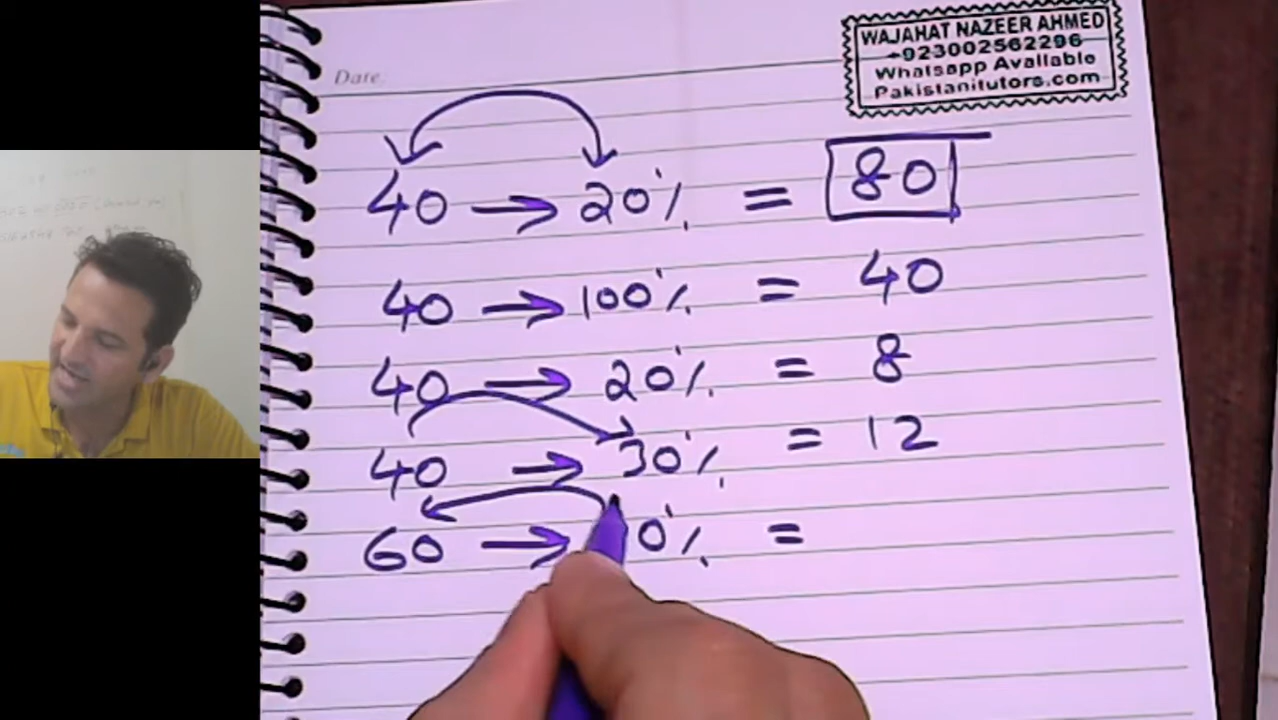 WAJAHAT NAZEER AHMED
+923002562296
Whatsapp Available
Pakistanitutors.com
Date:
40 → 20% = 80
40 → 100% = 40
40 → 20% = 8
40 → 30% = 12
60 → 0% =